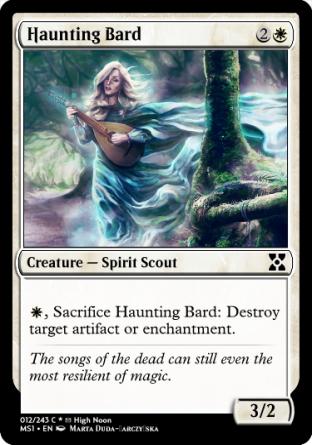 Haunting Bard 2
Creature — Spirit Scout
, Sacrifice Haunting Bard: Destroy
target artifact or enchantment.
The songs of the dead can still even the
most resilient of magic.
3/2
012/243 C * High Noon
MS1 • EN Marta Duda-